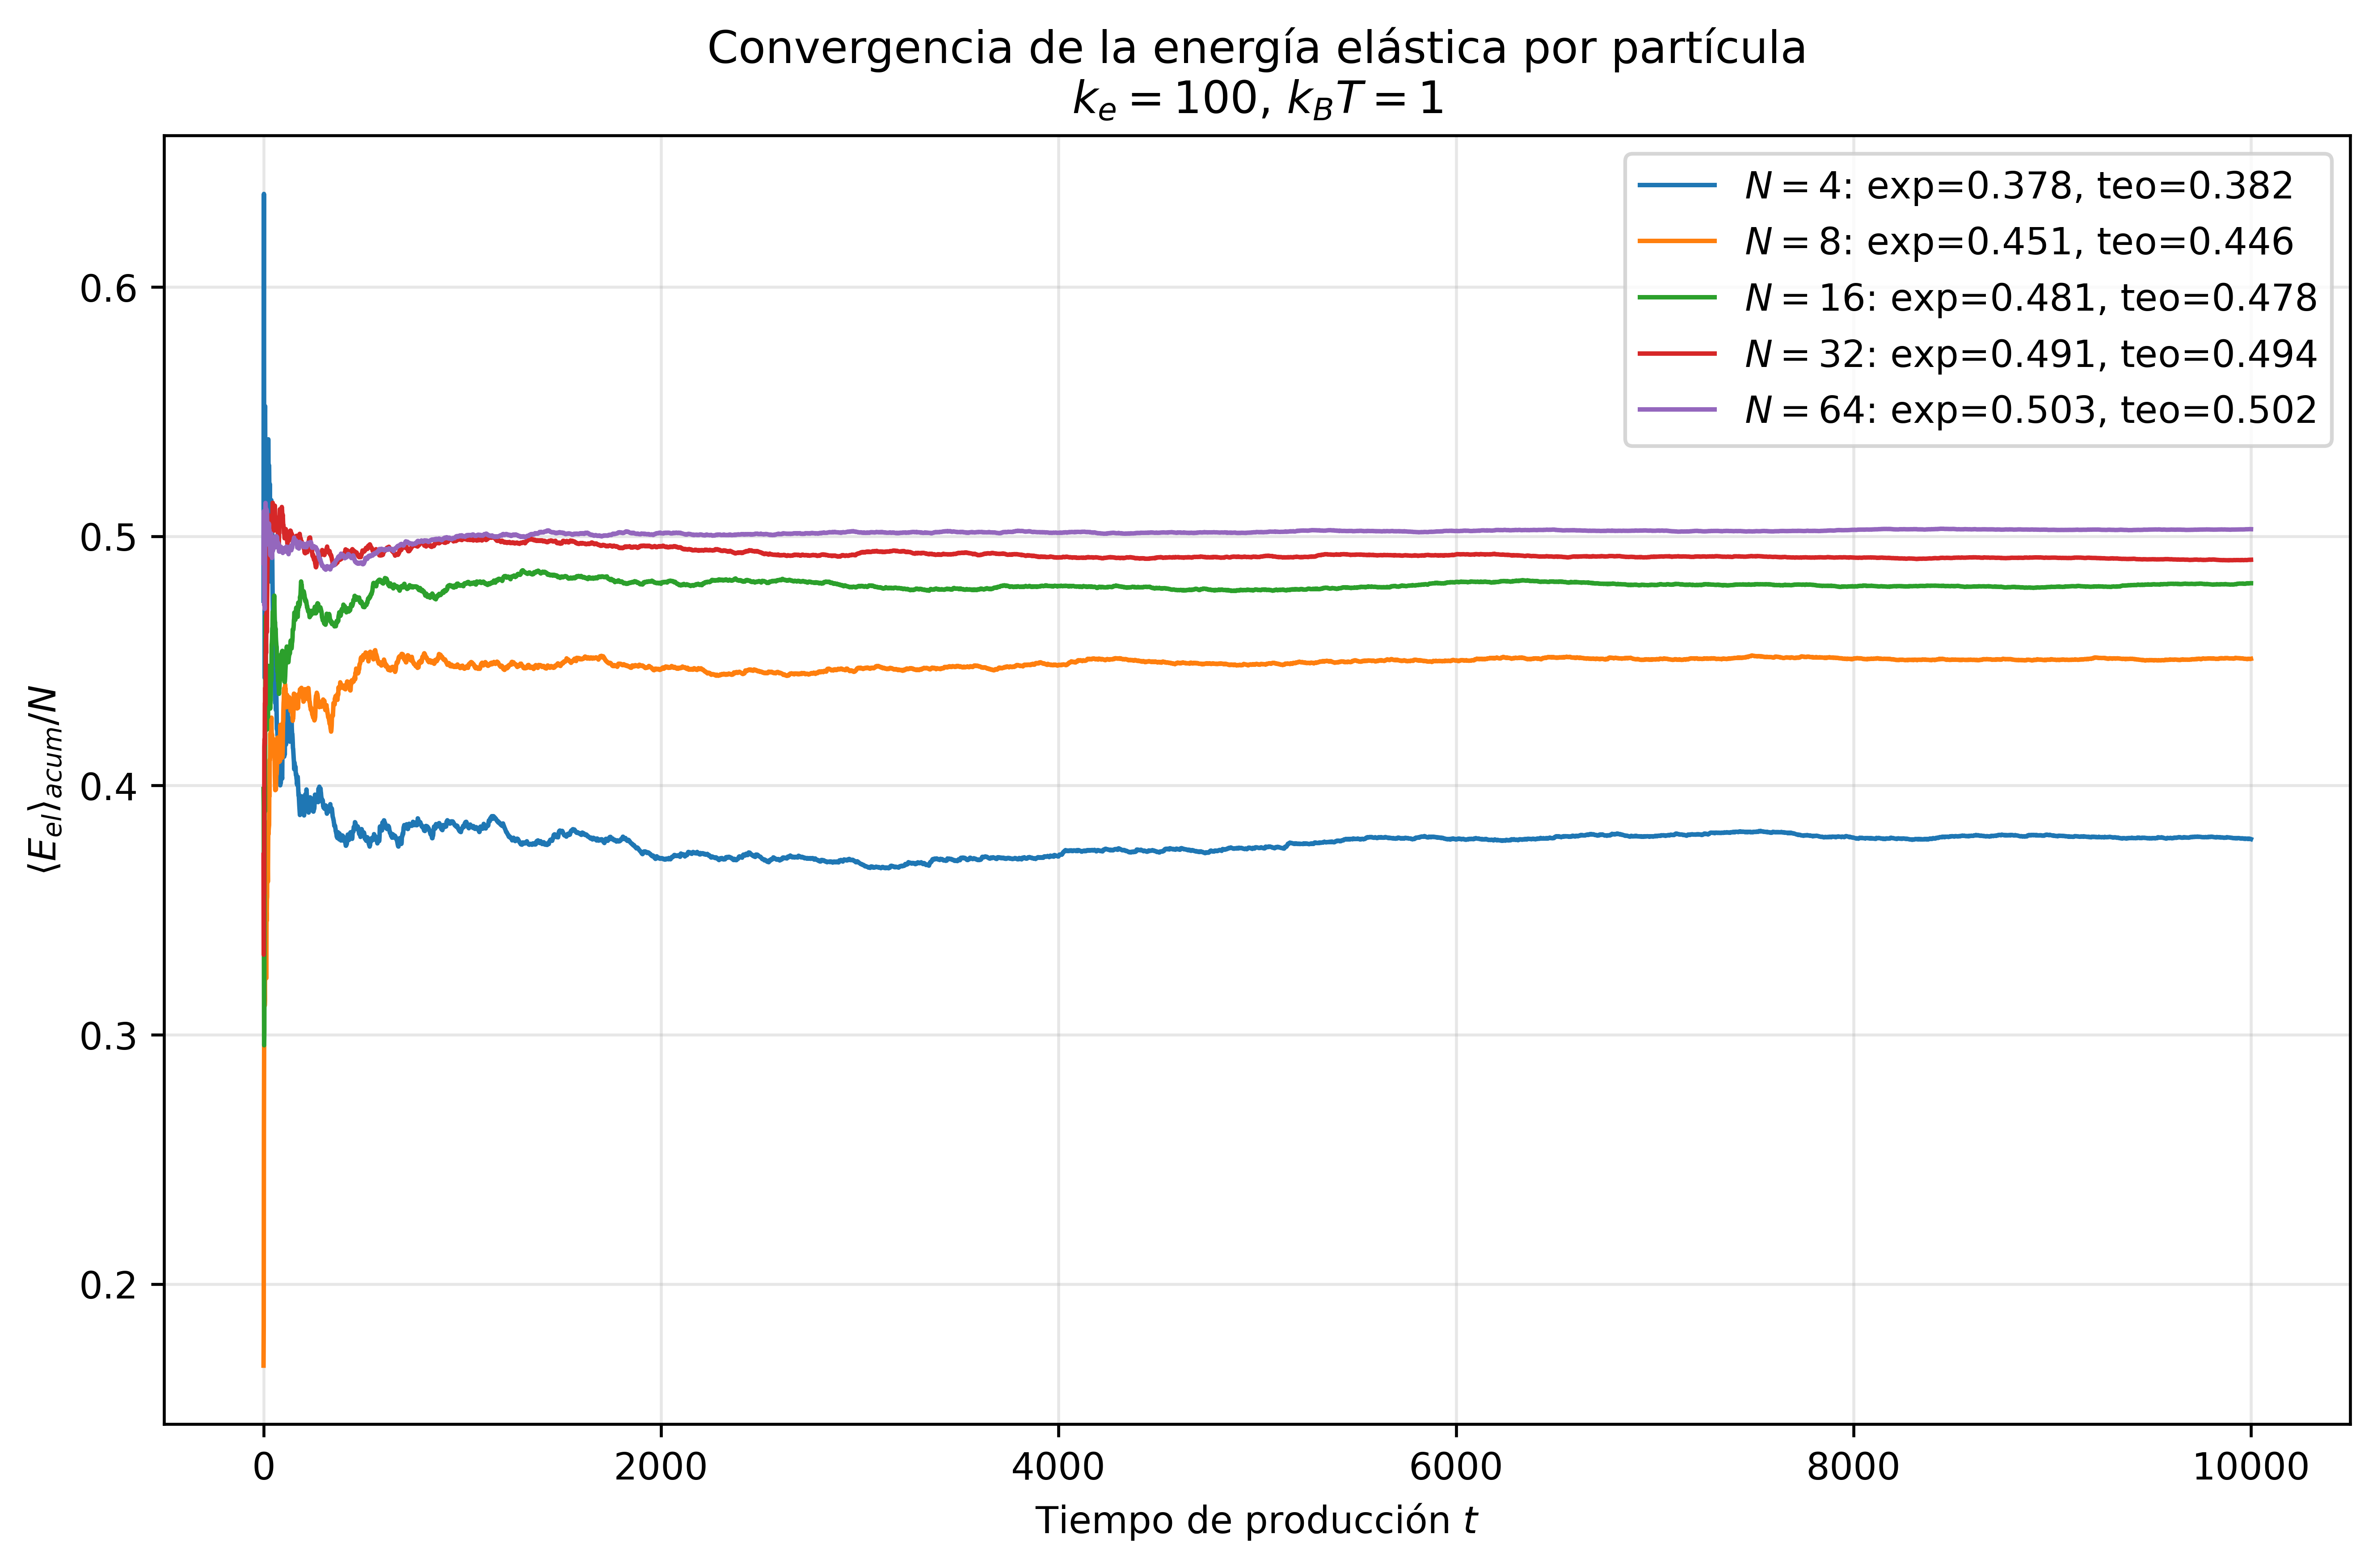 Convergencia de la energía elástica por partícula
k_e = 100, k_BT = 1
N = 4: exp=0.378, teo=0.382
N = 8: exp=0.451, teo=0.446
N = 16: exp=0.481, teo=0.478
N = 32: exp=0.491, teo=0.494
N = 64: exp=0.503, teo=0.502
⟨E_el⟩_acum/N
0.6
0.5
0.4
0.3
0.2
0 2000 4000 6000 8000 10000
Tiempo de producción t